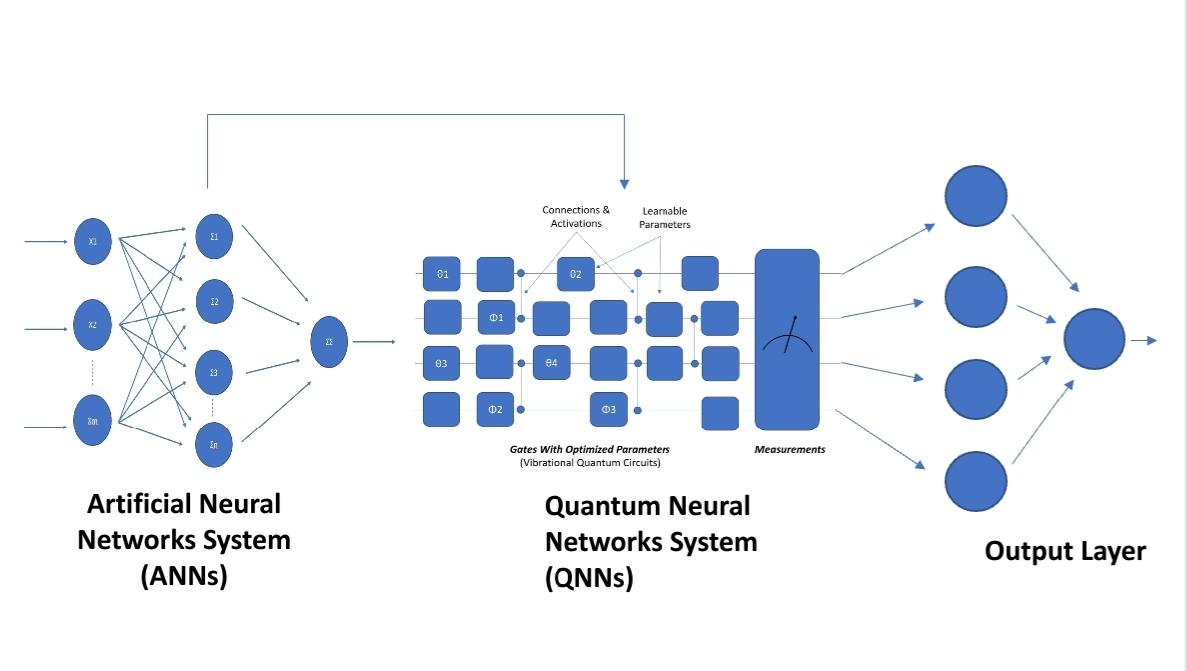 Connections &
Activations
Learnable
Parameters
X1
X2
Σm
Σ1
Σ2
Σ3
Σn
ΣΣ
θ1
θ2
Φ1
θ3
θ4
Φ2
Φ3
Gates With Optimized Parameters
(Vibrational Quantum Circuits)
Measurements
Artificial Neural
Networks System
(ANNs)
Quantum Neural
Networks System
(QNNs)
Output Layer